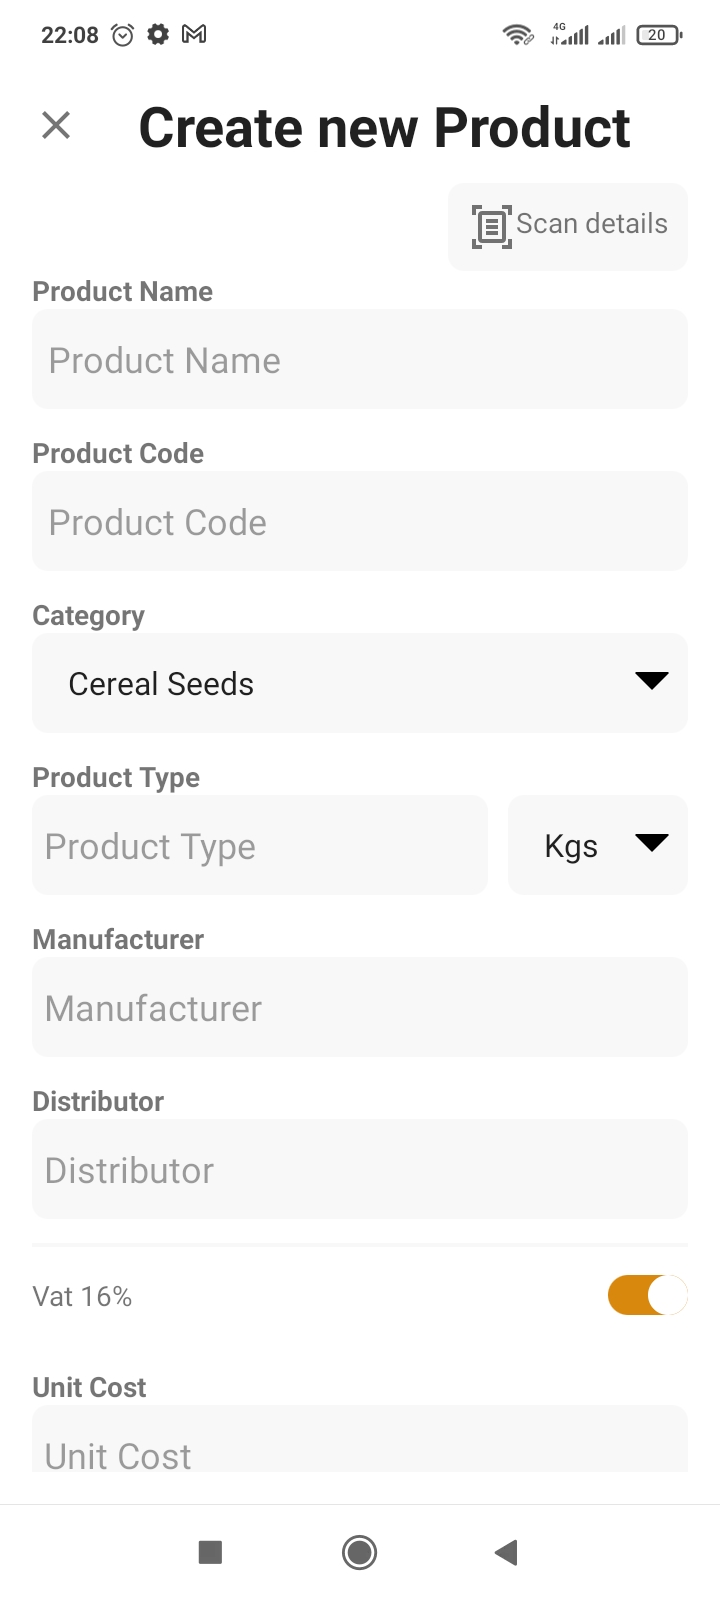 22:08 4G 20
Create new Product
Scan details
Product Name
Product Name
Product Code
Product Code
Category
Cereal Seeds
Product Type
Product Type Kgs
Manufacturer
Manufacturer
Distributor
Distributor
Vat 16%
Unit Cost
Unit Cost